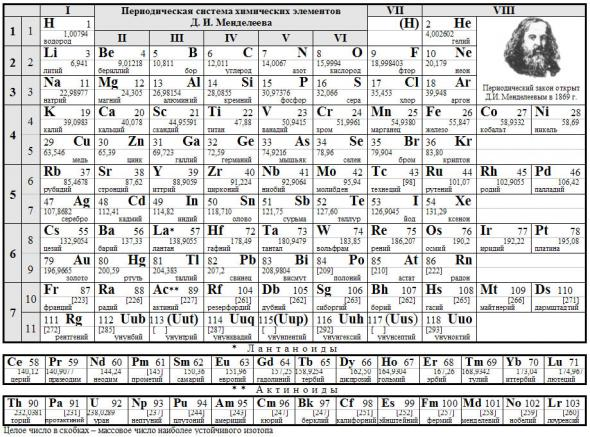 I Периодическая система химических элементов VII VIII
Д. И. Менделеева
II III IV V VI
1 1 H 1 1,00794 водород (H) 2 He 4,002602 гелий
2 2 Li 3 6,941 литий Be 4 9,01218 бериллий 5 B 10,811 бор 6 C 12,011 углерод 7 N 14,0067 азот 8 O 15,9994 кислород 9 F 18,998403 фтор 10 Ne 20,179 неон
3 3 Na 11 22,98977 натрий Mg 12 24,305 магний 13 Al 26,98154 алюминий 14 Si 28,0855 кремний 15 P 30,97376 фосфор 16 S 32,066 сера 17 Cl 35,453 хлор 18 Ar 39,948 аргон
Периодический закон открыт
Д.И. Менделеевым в 1869 г.
4 4 K 19 39,0983 калий Ca 20 40,078 кальций Sc 21 44,95591 скандий Ti 22 47,88 титан V 23 50,9415 ванадий Cr 24 51,9961 хром Mn 25 54,9380 марганец Fe 26 55,847 железо Co 27 58,9332 кобальт Ni 28 58,69 никель
5 29 Cu 63,546 медь 30 Zn 65,39 цинк 31 Ga 69,723 галлий 32 Ge 72,59 германий 33 As 74,9216 мышьяк 34 Se 78,96 селен 35 Br 79,904 бром 36 Kr 83,80 криптон
5 6 Rb 37 85,4678 рубидий Sr 38 87,62 стронций Y 39 88,9059 иттрий Zr 40 91,224 цирконий Nb 41 92,9064 ниобий Mo 42 95,94 молибден Tc 43 [98] технеций Ru 44 101,07 рутений Rh 45 102,9055 родий Pd 46 106,42 палладий
7 47 Ag 107,8682 серебро 48 Cd 112,41 кадмий 49 In 114,82 индий 50 Sn 118,710 олово 51 Sb 121,75 сурьма 52 Te 127,60 теллур 53 I 126,9045 йод 54 Xe 131,29 ксенон
6 8 Cs 55 132,9054 цезий Ba 56 137,33 барий La* 57 138,9055 лантан Hf 72 178,49 гафний Ta 73 180,9479 тантал W 74 183,85 вольфрам Re 75 186,207 рений Os 76 190,2 осмий Ir 77 192,22 иридий Pt 78 195,08 платина
9 79 Au 196,9665 золото 80 Hg 200,59 ртуть 81 Tl 204,383 таллий 82 Pb 207,2 свинец 83 Bi 208,9804 висмут 84 Po [209] полоний 85 At [210] астат 86 Rn [222] радон
7 10 Fr 87 [223] франций Ra 88 [226] радий Ac** 89 [227] актиний Rf 104 [261] резерфордий Db 105 [262] дубний Sg 106 [263] сиборгий Bh 107 [262] борий Hs 108 [265] гассий Mt 109 [266] майтнерий Ds 110 [271] дармштадтий
11 111 Rg [272] рентгений 112 Uub [285] унунбий 113 (Uut) [ ] унунтрий 114 Uuq [287] унунквадий 115 (Uup) [ ] унунпентий 116 Uuh унунгексий 117 (Uus) [ ] унунсептий 118 Uuo [293] унуноктий
* Лантаноиды
Ce 58 140,12 церий Pr 59 140,9077 празеодим Nd 60 144,24 неодим Pm 61 [145] прометий Sm 62 150,36 самарий Eu 63 151,96 европий Gd 64 157,25 гадолиний Tb 65 158,9254 тербий Dy 66 162,50 диспрозий Ho 67 164,9304 гольмий Er 68 167,26 эрбий Tm 69 168,9342 тулий Yb 70 173,04 иттербий Lu 71 174,967 лютеций
** Актиноиды
Th 90 232,0381 торий Pa 91 [231] протактиний U 92 238,0289 уран Np 93 [237] нептуний Pu 94 [244] плутоний Am 95 [243] америций Cm 96 [247] кюрий Bk 97 [247] берклий Cf 98 [251] калифорний Es 99 [252] эйнштейний Fm 100 [257] фермий Md 101 [258] менделевий No 102 [259] нобелий Lr 103 [260] лоуренсий
Целое число в скобках – массовое число наиболее устойчивого изотопа